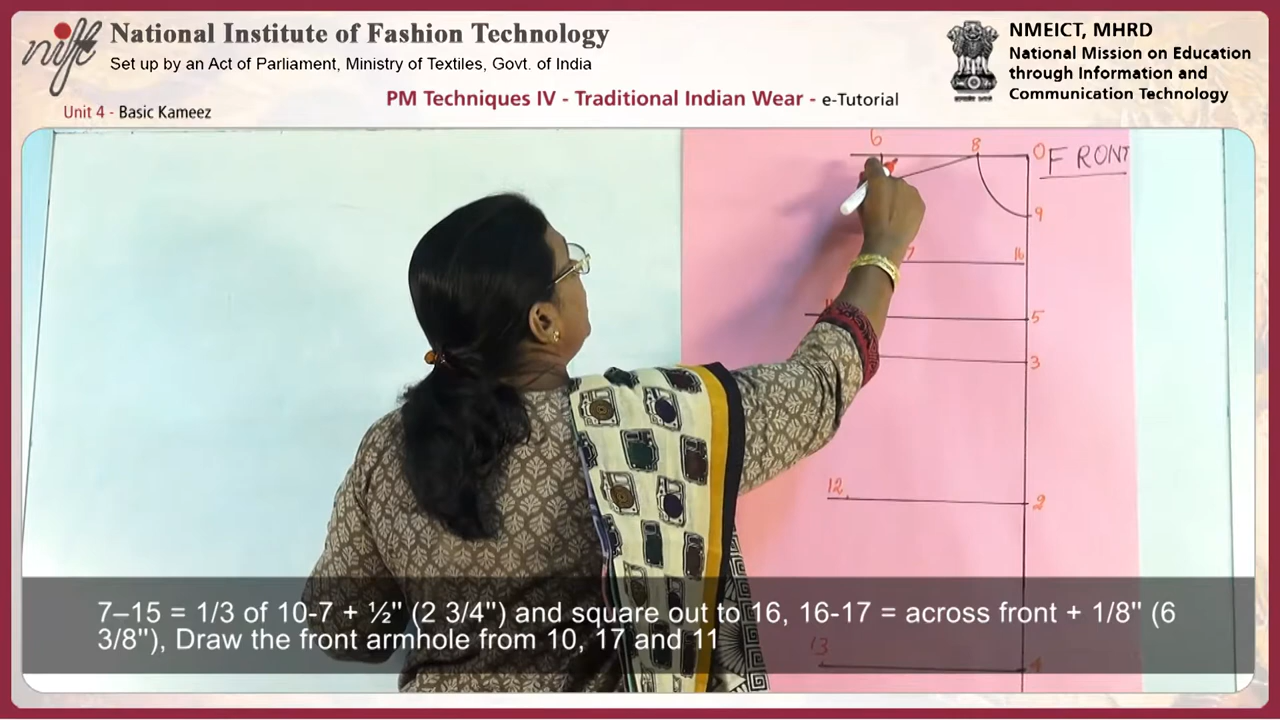 nift
National Institute of Fashion Technology
Set up by an Act of Parliament, Ministry of Textiles, Govt. of India
NMEICT, MHRD
National Mission on Education
through Information and
Communication Technology
PM Techniques IV - Traditional Indian Wear - e-Tutorial
Unit 4 - Basic Kameez
6
8
0
FRONT
9
7
16
5
3
12
2
7–15 = 1/3 of 10-7 + ½" (2 3/4") and square out to 16, 16-17 = across front + 1/8" (6
3/8"), Draw the front armhole from 10, 17 and 11
13